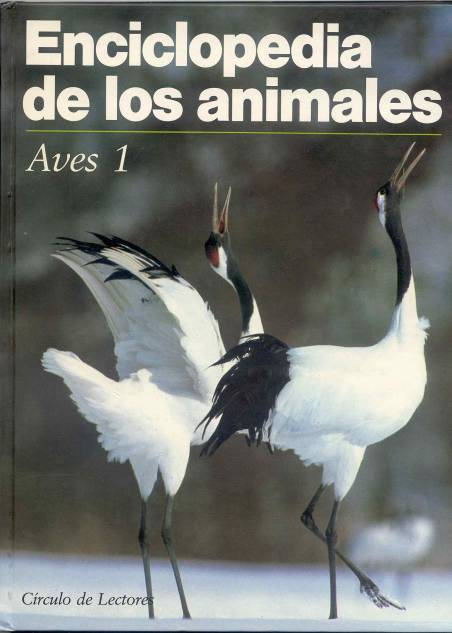 Enciclopedia
de los animales
Aves 1
Círculo de Lectores